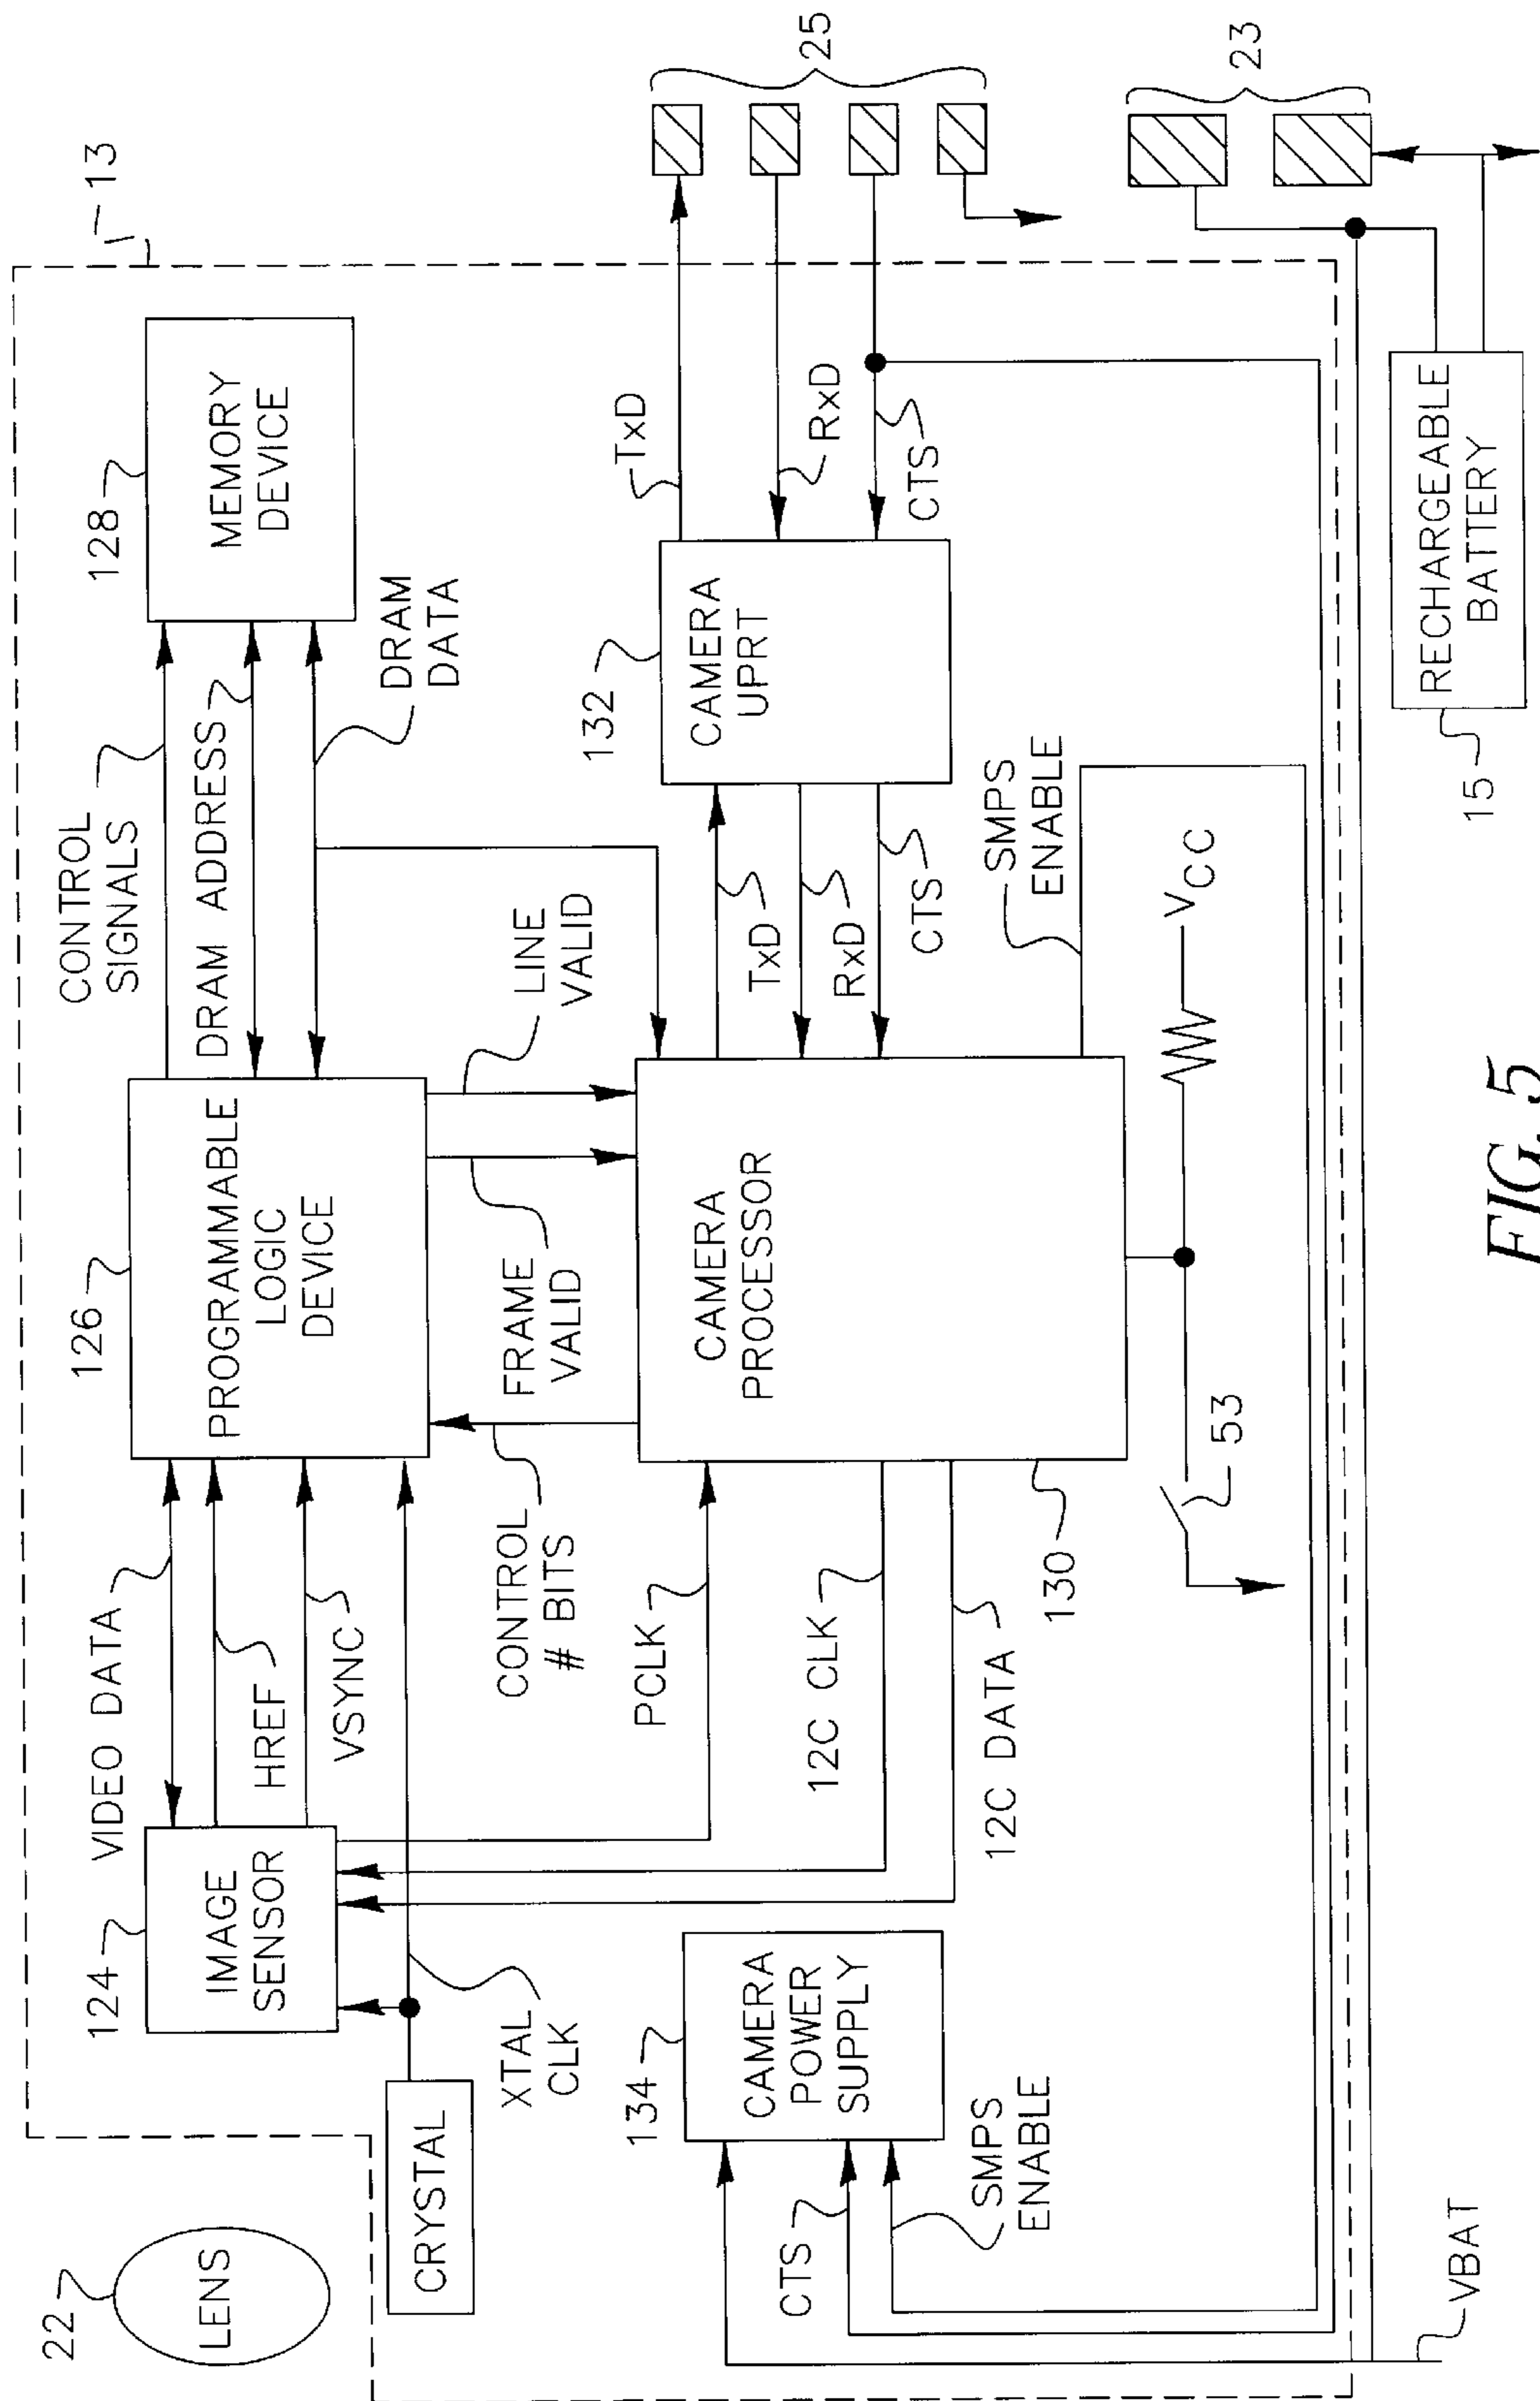 22
LENS
CRYSTAL
124
IMAGE
SENSOR
XTAL
CLK
VIDEO DATA
HREF
VSYNC
126
PROGRAMMABLE
LOGIC
DEVICE
CONTROL
SIGNALS
DRAM ADDRESS
DRAM
DATA
128
MEMORY
DEVICE
13
134
CAMERA
POWER
SUPPLY
CTS
SMPS
ENABLE
VBAT
PCLK
12C CLK
12C DATA
CONTROL
# BITS
FRAME
VALID
LINE
VALID
CAMERA
PROCESSOR
130
53
VCC
SMPS
ENABLE
TxD
RxD
CTS
132
CAMERA
UPRT
TxD
RxD
CTS
25
23
15
RECHARGEABLE
BATTERY
FIG. 5